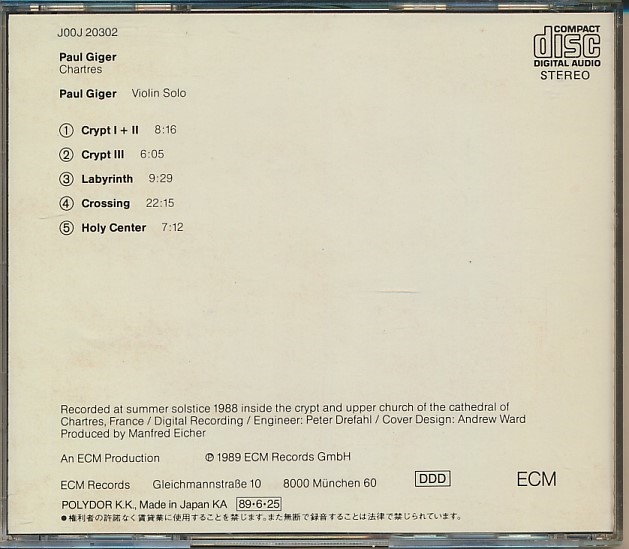 J00J 20302
COMPACT
disc
DIGITAL AUDIO
STEREO
Paul Giger
Chartres
Paul Giger Violin Solo
① Crypt I + II 8:16
② Crypt III 6:05
③ Labyrinth 9:29
④ Crossing 22:15
⑤ Holy Center 7:12
Recorded at summer solstice 1988 inside the crypt and upper church of the cathedral of
Chartres, France / Digital Recording / Engineer: Peter Drefahl / Cover Design: Andrew Ward
Produced by Manfred Eicher
An ECM Production ℗ 1989 ECM Records GmbH
ECM Records Gleichmannstraße 10 8000 München 60 DDD ECM
POLYDOR K.K., Made in Japan KA 89・6・25
●権利者の許諾なく賃貸業に使用することを禁じます。また無断で録音することは法律で禁じられています。